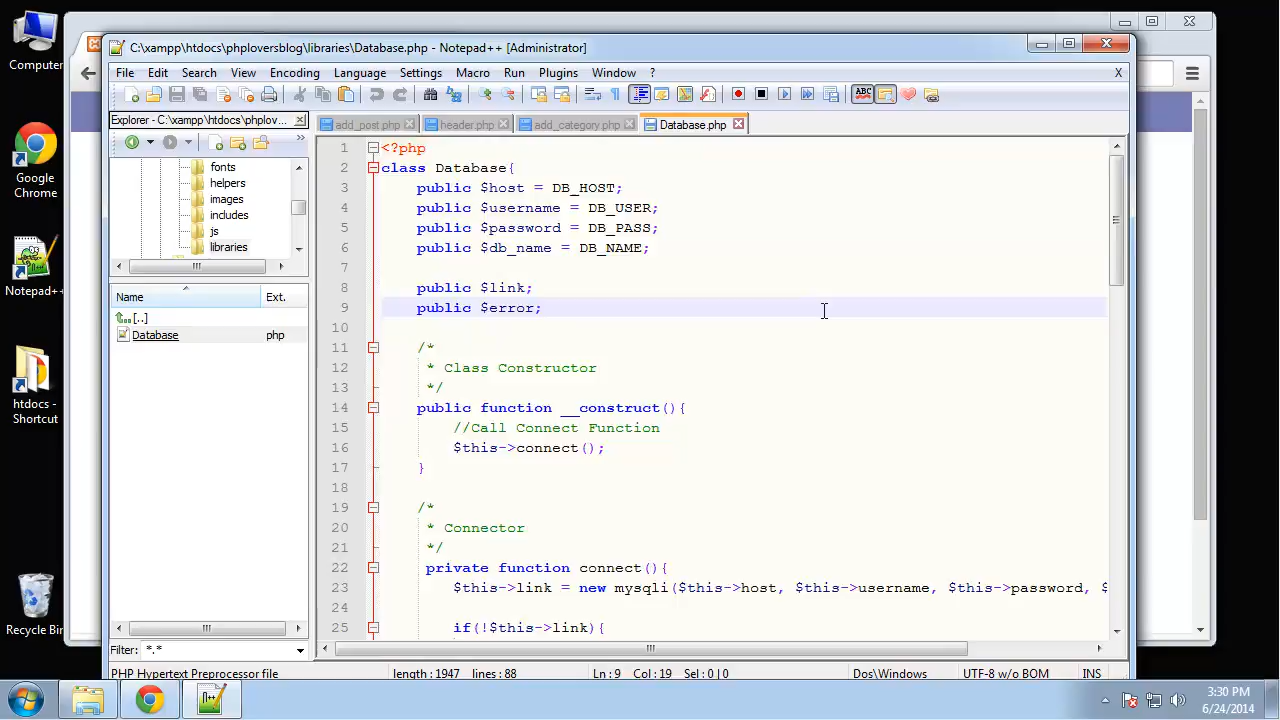 Computer
Google
Chrome
Notepad++
htdocs -
Shortcut
Recycle Bin
C:\xampp\htdocs\phploversblog\libraries\Database.php - Notepad++ [Administrator]
File Edit Search View Encoding Language Settings Macro Run Plugins Window ? X
ABC
Explorer - C:\xampp\htdocs\phplov...
add_post.php header.php add_category.php Database.php
fonts
helpers
images
includes
js
libraries
Name Ext.
[..]
Database php
Filter: *.*
1 <?php
2 class Database{
3 public $host = DB_HOST;
4 public $username = DB_USER;
5 public $password = DB_PASS;
6 public $db_name = DB_NAME;
7
8 public $link;
9 public $error;
10
11 /*
12 * Class Constructor
13 */
14 public function __construct(){
15 //Call Connect Function
16 $this->connect();
17 }
18
19 /*
20 * Connector
21 */
22 private function connect(){
23 $this->link = new mysqli($this->host, $this->username, $this->password, $
24
25 if(!$this->link){
PHP Hypertext Preprocessor file length : 1947 lines : 88 Ln : 9 Col : 19 Sel : 0 | 0 Dos\Windows UTF-8 w/o BOM INS
3:30 PM
6/24/2014